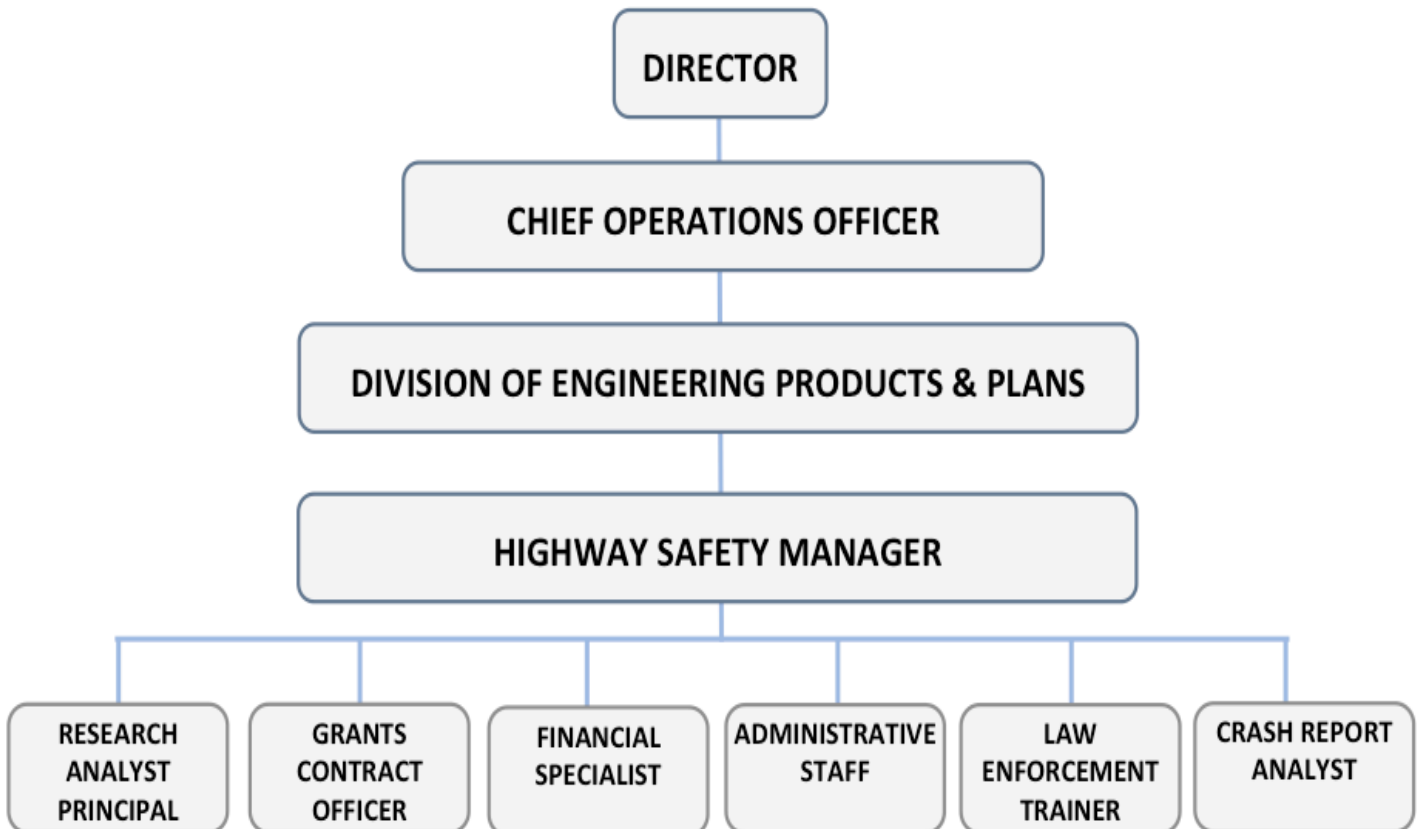 DIRECTOR
CHIEF OPERATIONS OFFICER
DIVISION OF ENGINEERING PRODUCTS & PLANS
HIGHWAY SAFETY MANAGER
RESEARCH
ANALYST
PRINCIPAL
GRANTS
CONTRACT
OFFICER
FINANCIAL
SPECIALIST
ADMINISTRATIVE
STAFF
LAW
ENFORCEMENT
TRAINER
CRASH REPORT
ANALYST